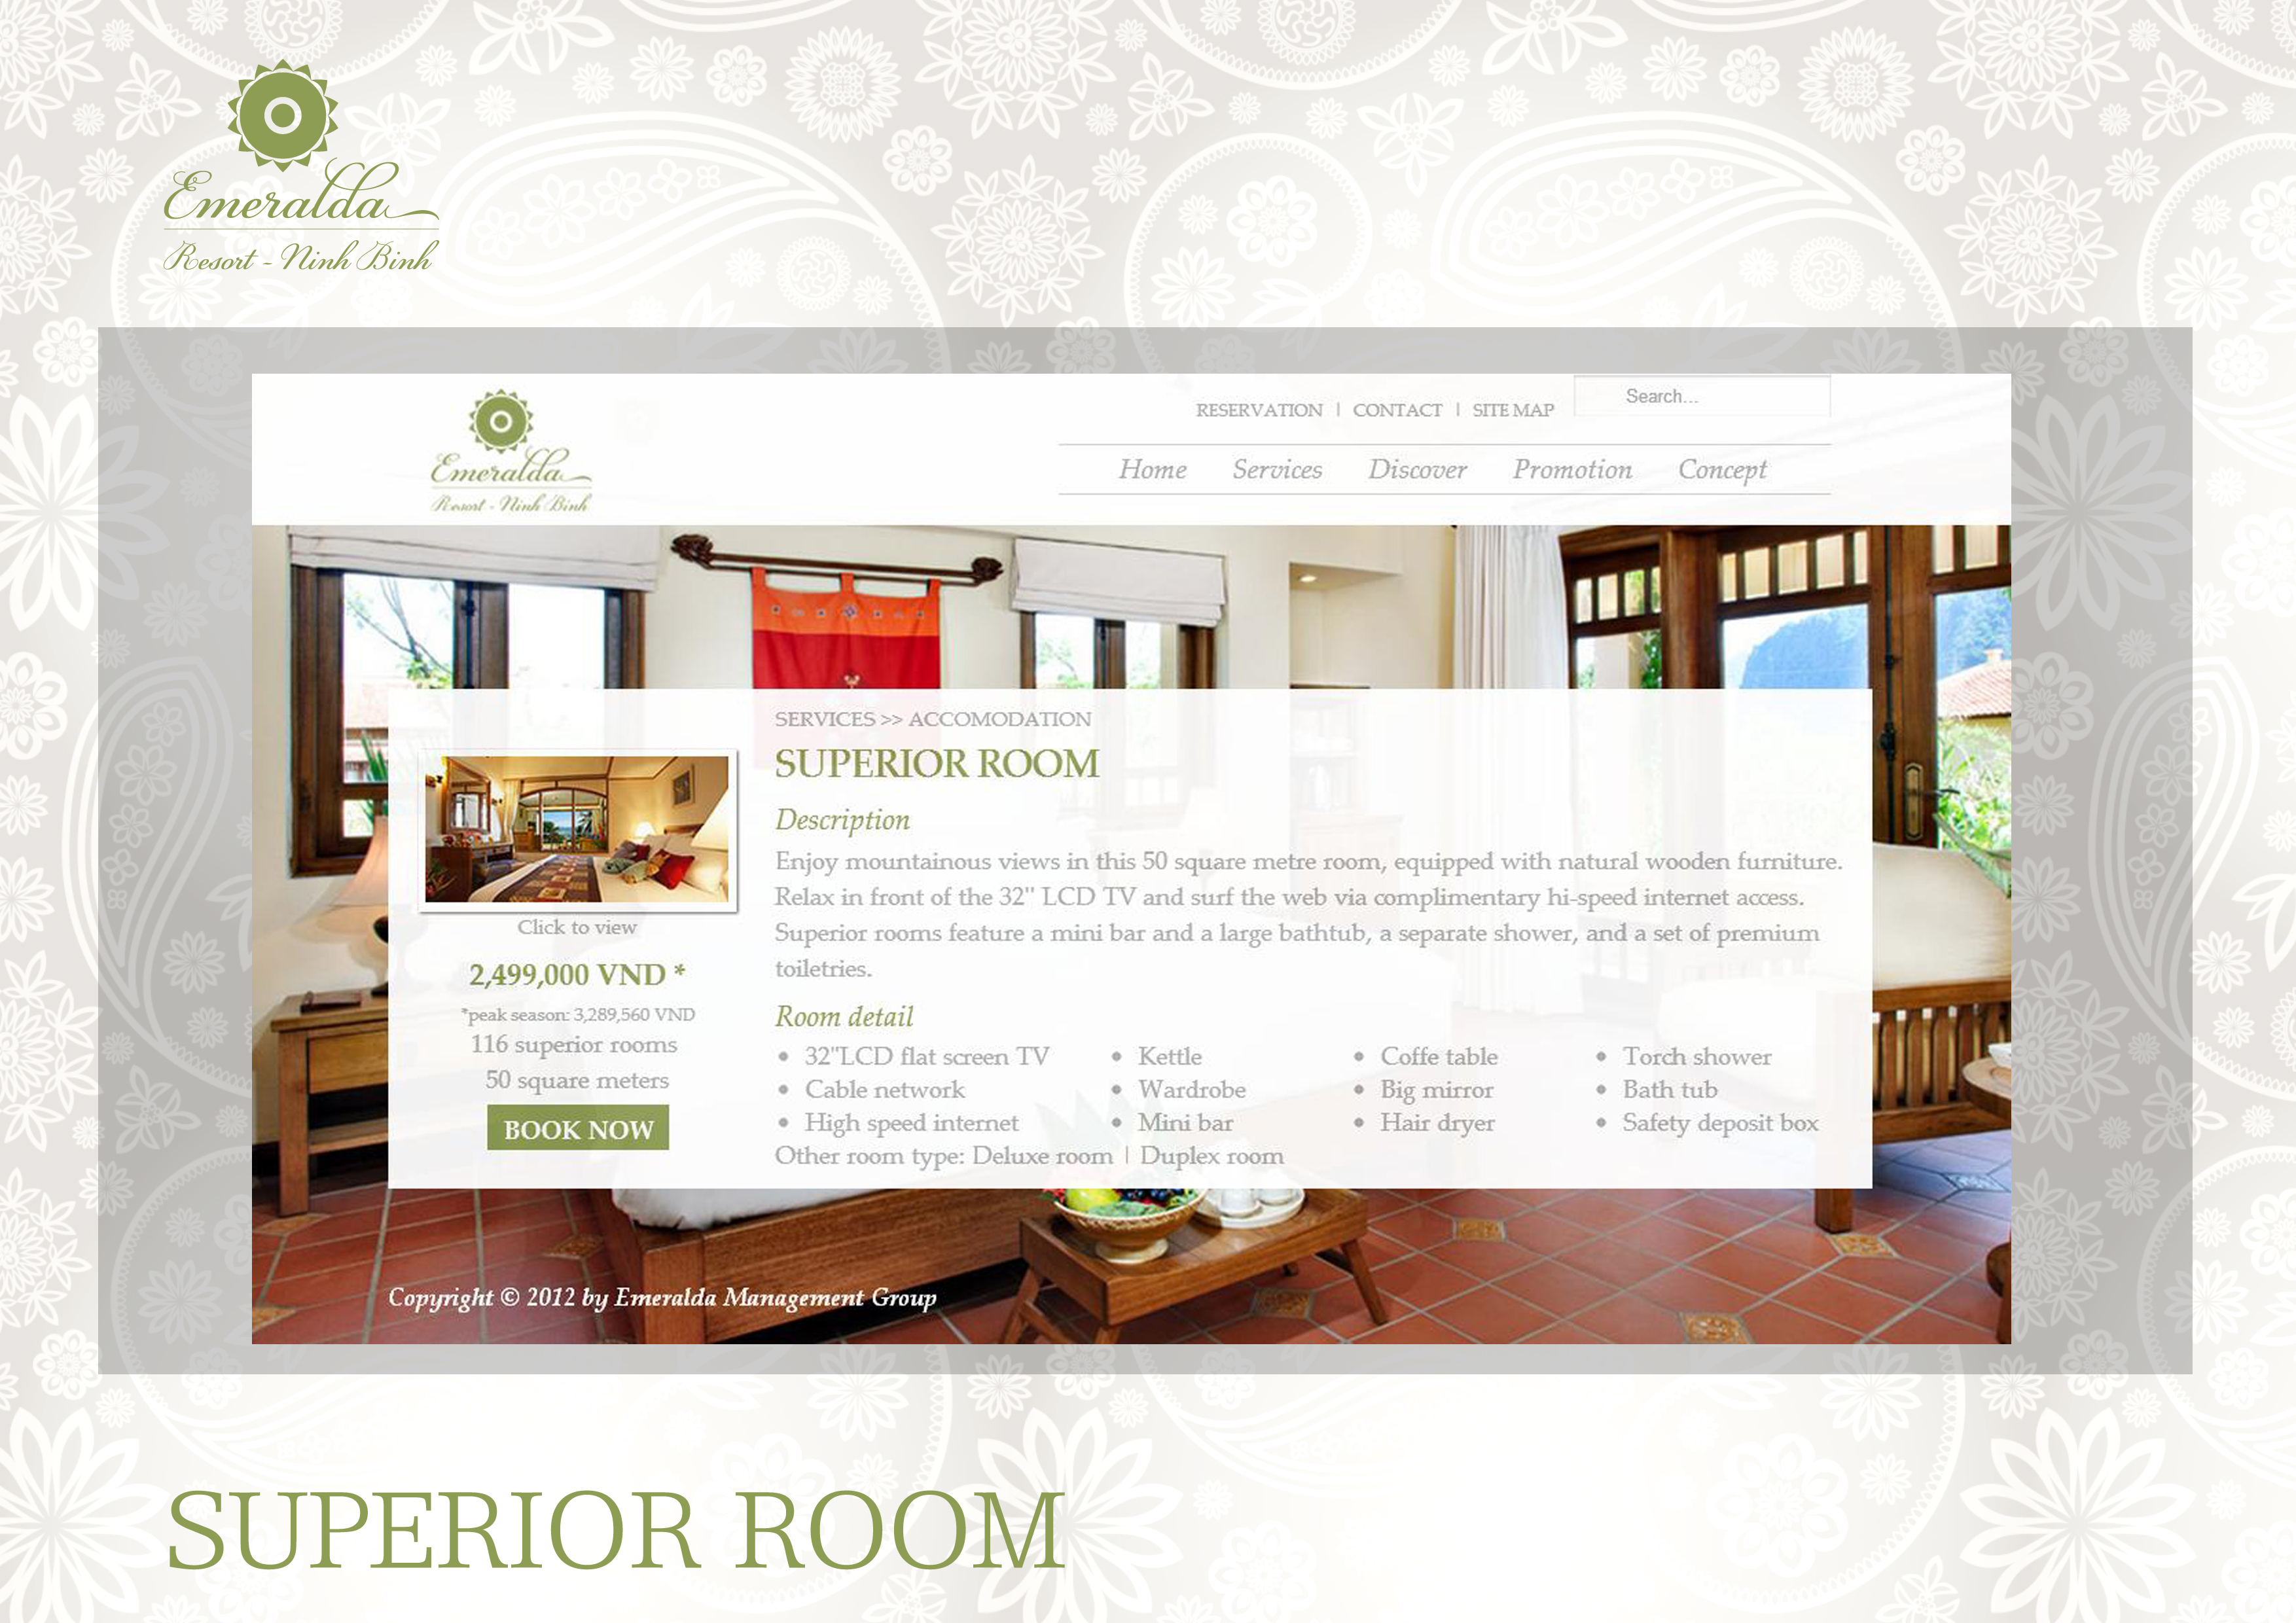 Emeralda
Resort - Ninh Binh
RESERVATION | CONTACT | SITE MAP
Search...
Emeralda
Resort - Ninh Binh
Home Services Discover Promotion Concept
SERVICES >> ACCOMODATION
SUPERIOR ROOM
Description
Enjoy mountainous views in this 50 square metre room, equipped with natural wooden furniture.
Relax in front of the 32" LCD TV and surf the web via complimentary hi-speed internet access.
Superior rooms feature a mini bar and a large bathtub, a separate shower, and a set of premium
toiletries.
Click to view
2,499,000 VND *
*peak season: 3,289,560 VND
116 superior rooms
50 square meters
BOOK NOW
Room detail
• 32"LCD flat screen TV • Kettle • Coffe table • Torch shower
• Cable network • Wardrobe • Big mirror • Bath tub
• High speed internet • Mini bar • Hair dryer • Safety deposit box
Other room type: Deluxe room | Duplex room
Copyright © 2012 by Emeralda Management Group
SUPERIOR ROOM